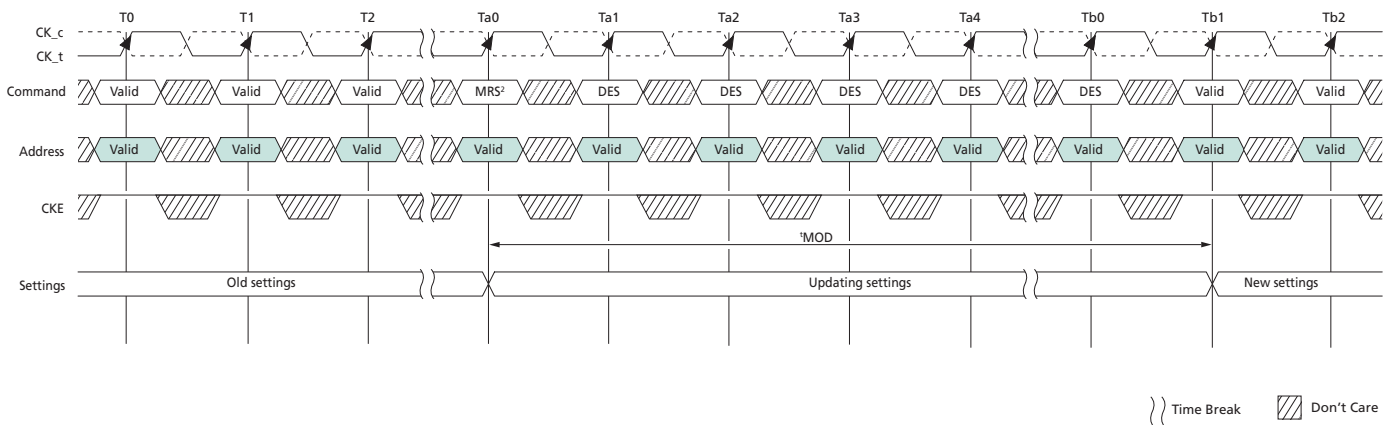 T0 T1 T2 Ta0 Ta1 Ta2 Ta3 Ta4 Tb0 Tb1 Tb2
CK_c
CK_t
Command Valid Valid Valid MRS² DES DES DES DES DES Valid Valid
Address Valid Valid Valid Valid Valid Valid Valid Valid Valid Valid Valid
CKE
ᵗMOD
Settings Old settings Updating settings New settings
Time Break Don't Care